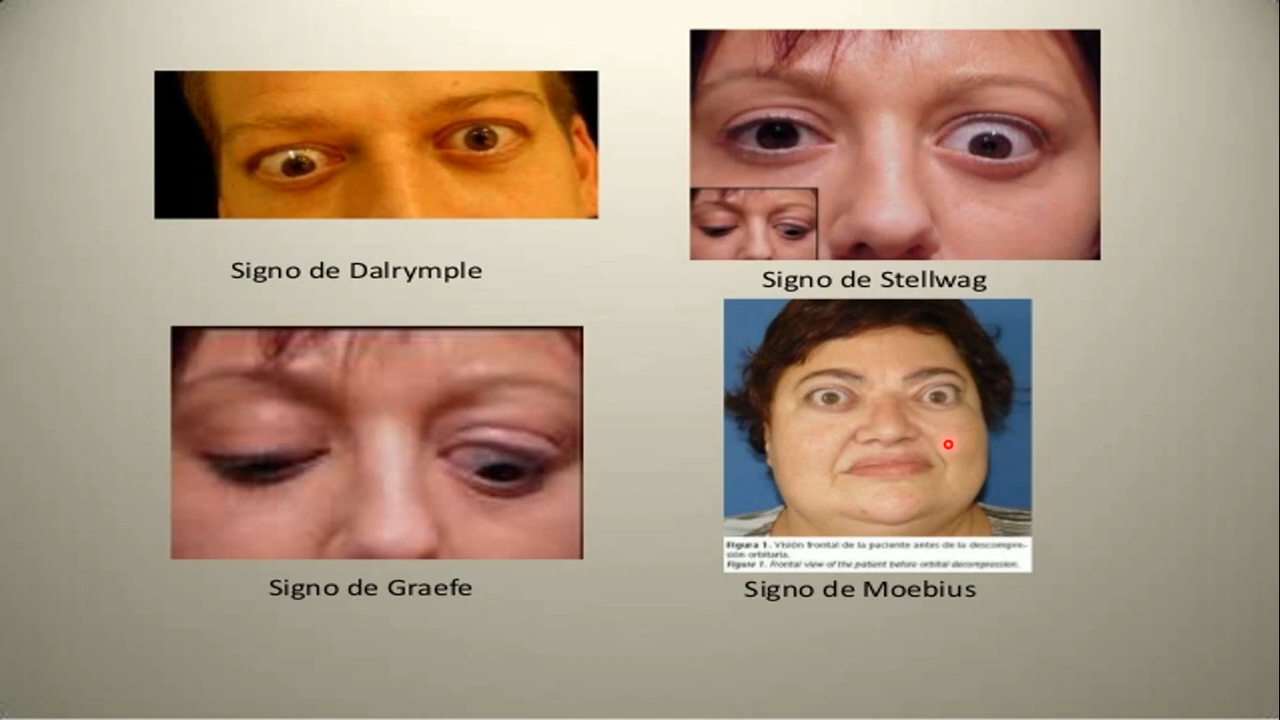 Signo de Dalrymple
Signo de Stellwag
Signo de Graefe
Figura 1. Visión frontal de la paciente antes de la descompre-
sión orbitaria.
Figure 1. Frontal view of the patient before orbital decompression.
Signo de Moebius